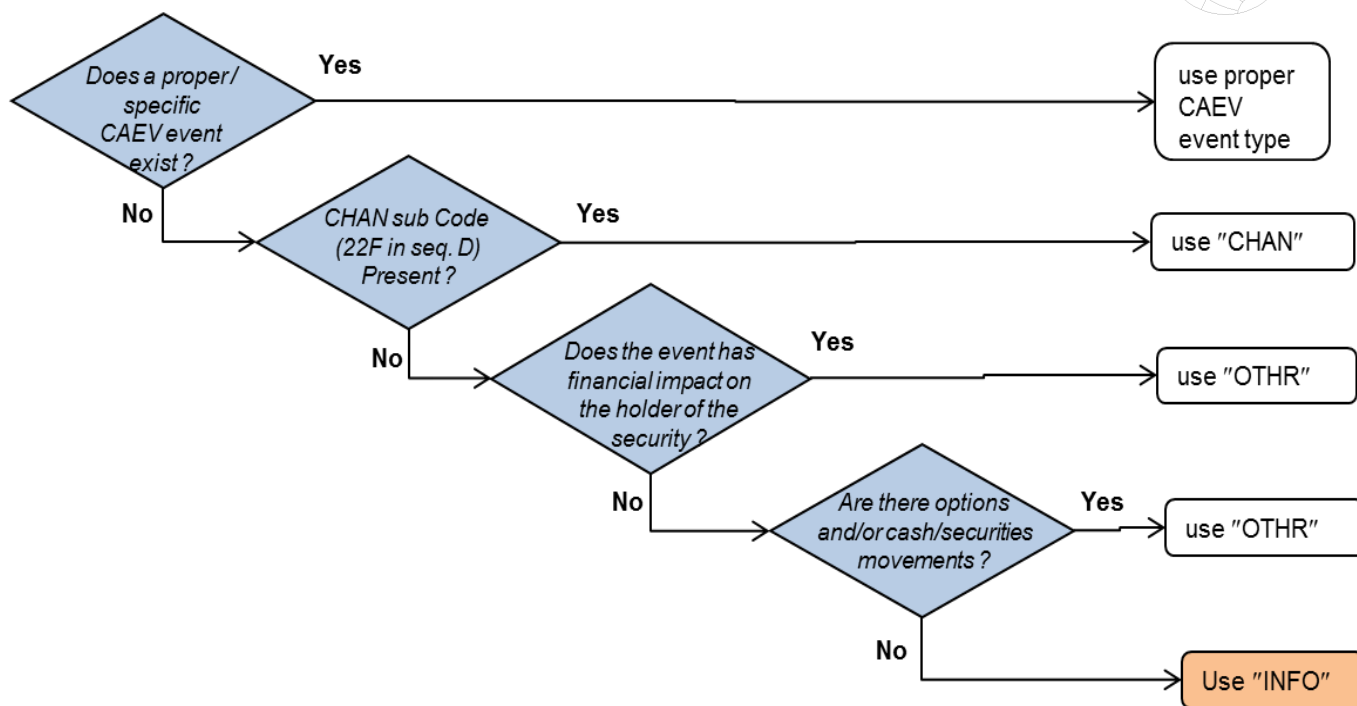 Does a proper /
specific
CAEV event
exist ?
Yes
use proper
CAEV
event type
No
CHAN sub Code
(22F in seq. D)
Present ?
Yes
use "CHAN"
No
Does the event has
financial impact on
the holder of the
security ?
Yes
use "OTHR"
No
Are there options
and/or cash/securities
movements ?
Yes
use "OTHR"
No
Use "INFO"